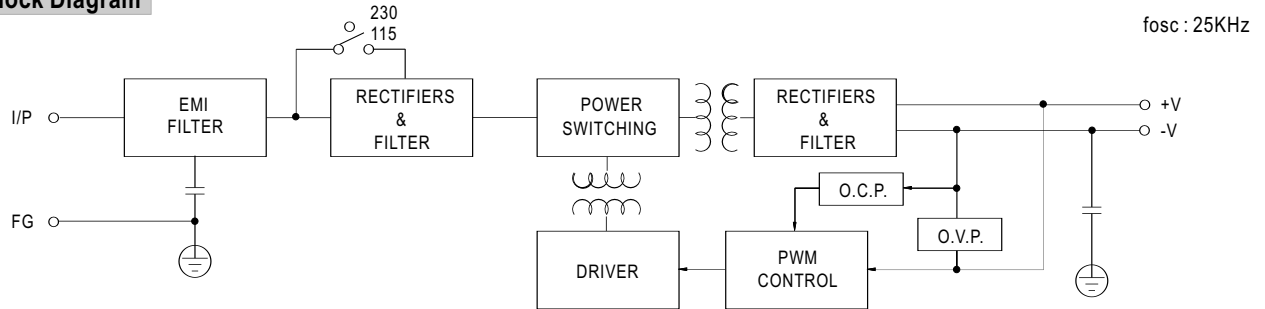 lock Diagram
230
115
fosc : 25KHz
I/P
EMI
FILTER
RECTIFIERS
&
FILTER
POWER
SWITCHING
RECTIFIERS
&
FILTER
+V
-V
O.C.P.
FG
O.V.P.
DRIVER
PWM
CONTROL